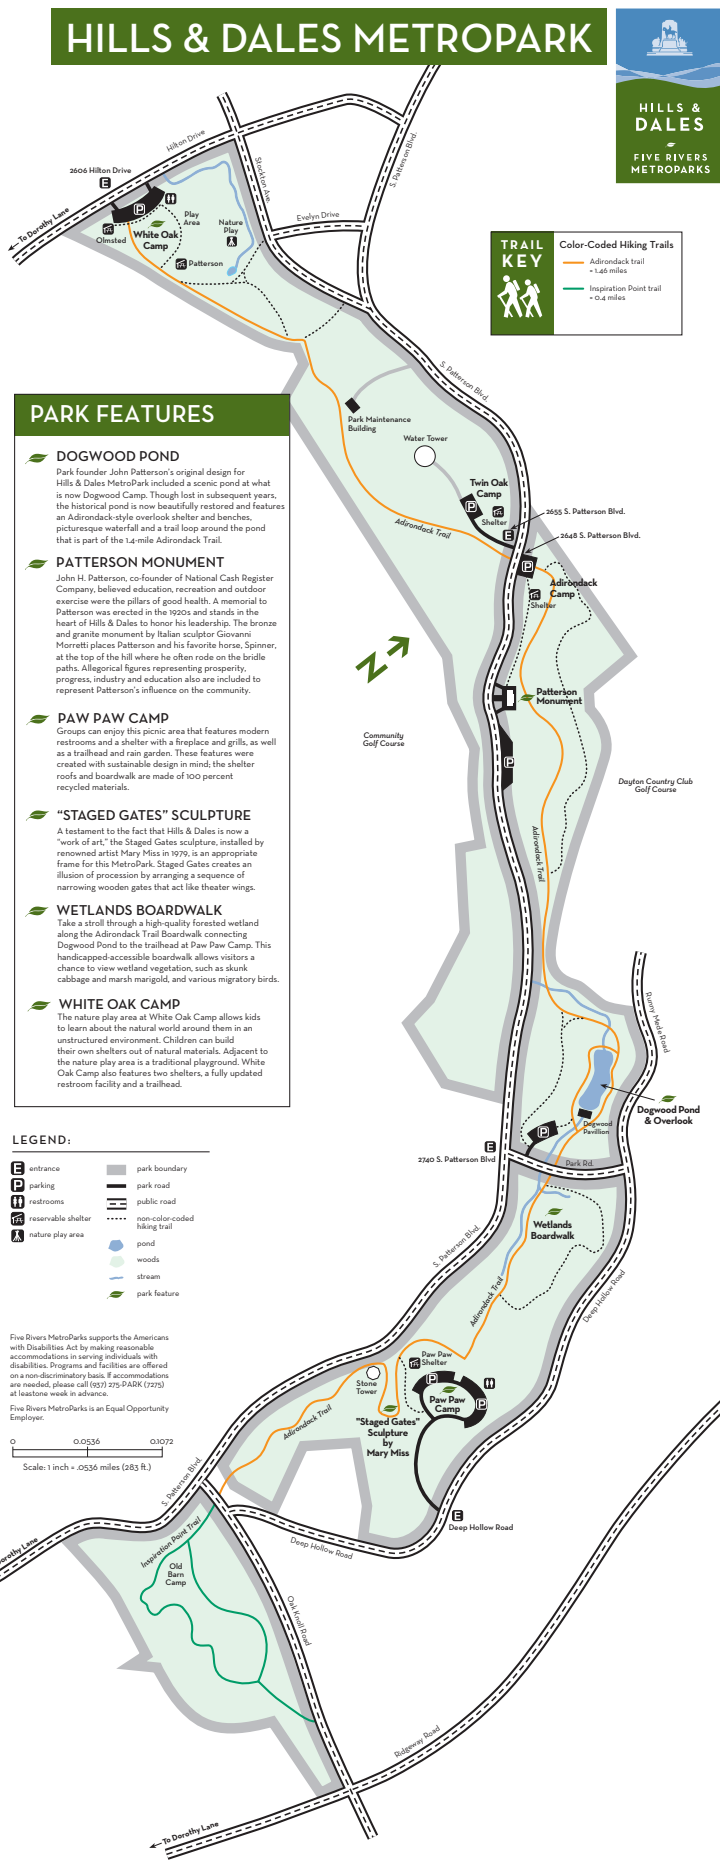 HILLS & DALES METROPARK
HILLS &
DALES
FIVE RIVERS
METROPARKS
Hilton Drive
2606 Hilton Drive
E
P
To Dorothy Lane
Olmsted
White Oak
Camp
Play
Area
Nature
Play
Patterson
Stockton Ave.
Evelyn Drive
S. Patterson Blvd.
TRAIL
KEY
Color-Coded Hiking Trails
Adirondack trail
= 1.46 miles
Inspiration Point trail
= 0.4 miles
S. Patterson Blvd.
Park Maintenance
Building
Water Tower
Twin Oak
Camp
P
Shelter
E
2655 S. Patterson Blvd.
2648 S. Patterson Blvd.
Adirondack Trail
P
Adirondack
Camp
Shelter
N
Patterson
Monument
Community
Golf Course
P
Dayton Country Club
Golf Course
Adirondack Trail
PARK FEATURES
DOGWOOD POND
Park founder John Patterson's original design for
Hills & Dales MetroPark included a scenic pond at what
is now Dogwood Camp. Though lost in subsequent years,
the historical pond is now beautifully restored and features
an Adirondack-style overlook shelter and benches,
picturesque waterfall and a trail loop around the pond
that is part of the 1.4-mile Adirondack Trail.
PATTERSON MONUMENT
John H. Patterson, co-founder of National Cash Register
Company, believed education, recreation and outdoor
exercise were the pillars of good health. A memorial to
Patterson was erected in the 1920s and stands in the
heart of Hills & Dales to honor his leadership. The bronze
and granite monument by Italian sculptor Giovanni
Morretti places Patterson and his favorite horse, Spinner,
at the top of the hill where he often rode on the bridle
paths. Allegorical figures representing prosperity,
progress, industry and education also are included to
represent Patterson's influence on the community.
PAW PAW CAMP
Groups can enjoy this picnic area that features modern
restrooms and a shelter with a fireplace and grills, as well
as a trailhead and rain garden. These features were
created with sustainable design in mind; the shelter
roofs and boardwalk are made of 100 percent
recycled materials.
"STAGED GATES" SCULPTURE
A testament to the fact that Hills & Dales is now a
"work of art," the Staged Gates sculpture, installed by
renowned artist Mary Miss in 1979, is an appropriate
frame for this MetroPark. Staged Gates creates an
illusion of procession by arranging a sequence of
narrowing wooden gates that act like theater wings.
WETLANDS BOARDWALK
Take a stroll through a high-quality forested wetland
along the Adirondack Trail Boardwalk connecting
Dogwood Pond to the trailhead at Paw Paw Camp. This
handicapped-accessible boardwalk allows visitors a
chance to view wetland vegetation, such as skunk
cabbage and marsh marigold, and various migratory birds.
WHITE OAK CAMP
The nature play area at White Oak Camp allows kids
to learn about the natural world around them in an
unstructured environment. Children can build
their own shelters out of natural materials. Adjacent to
the nature play area is a traditional playground. White
Oak Camp also features two shelters, a fully updated
restroom facility and a trailhead.
Runny Mede Road
Dogwood Pond
& Overlook
Dogwood
Pavilion
P
E
2740 S. Patterson Blvd
Park Rd.
Wetlands
Boardwalk
S. Patterson Blvd.
Adirondack Trail
Deep Hollow Road
LEGEND:
E entrance
P parking
restrooms
reservable shelter
nature play area
park boundary
park road
public road
non-color-coded
hiking trail
pond
woods
stream
park feature
Five Rivers MetroParks supports the Americans
with Disabilities Act by making reasonable
accommodations in serving individuals with
disabilities. Programs and facilities are offered
on a non-discriminatory basis. If accommodations
are needed, please call (937) 275-PARK (7275)
at leastone week in advance.
Five Rivers MetroParks is an Equal Opportunity
Employer.
0 0.0536 0.1072
Scale: 1 inch = .0536 miles (283 ft.)
Paw Paw
Shelter
Stone
Tower
P
P
Paw Paw
Camp
"Staged Gates"
Sculpture
by
Mary Miss
Adirondack Trail
S. Patterson Blvd.
E
Deep Hollow Road
Deep Hollow Road
Dorothy Lane
Inspiration Point Trail
Old
Barn
Camp
Oak Knoll Road
Ridgeway Road
To Dorothy Lane